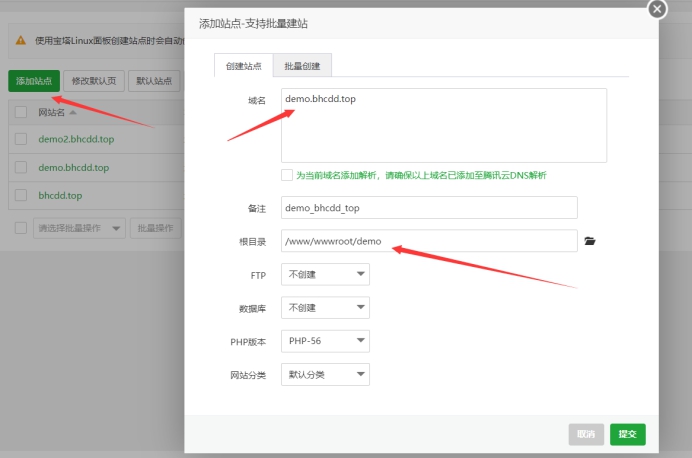 添加站点-支持批量建站
使用宝塔Linux面板创建站点时会自动
添加站点 修改默认页 默认站点
创建站点 批量创建
网站名
域名 demo.bhcdd.top
demo2.bhcdd.top
demo.bhcdd.top
bhcdd.top
为当前域名添加解析，请确保以上域名已添加至腾讯云DNS解析
备注 demo_bhcdd_top
请选择批量操作 批量操作
根目录 /www/wwwroot/demo
FTP 不创建
数据库 不创建
PHP版本 PHP-56
网站分类 默认分类
取消 提交